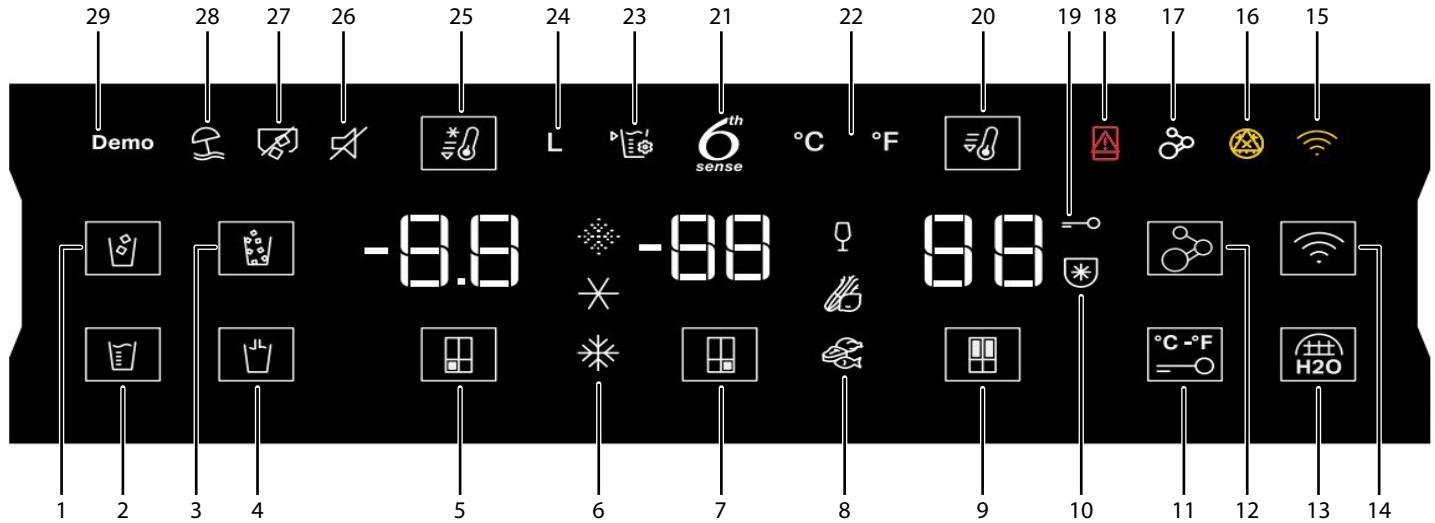 29 28 27 26 25 24 23 21 22 20 19 18 17 16 15
Demo L 6th sense °C °F
-8.8 -88 88
°C -°F
H2O
1 2 3 4 5 6 7 8 9 10 11 12 13 14